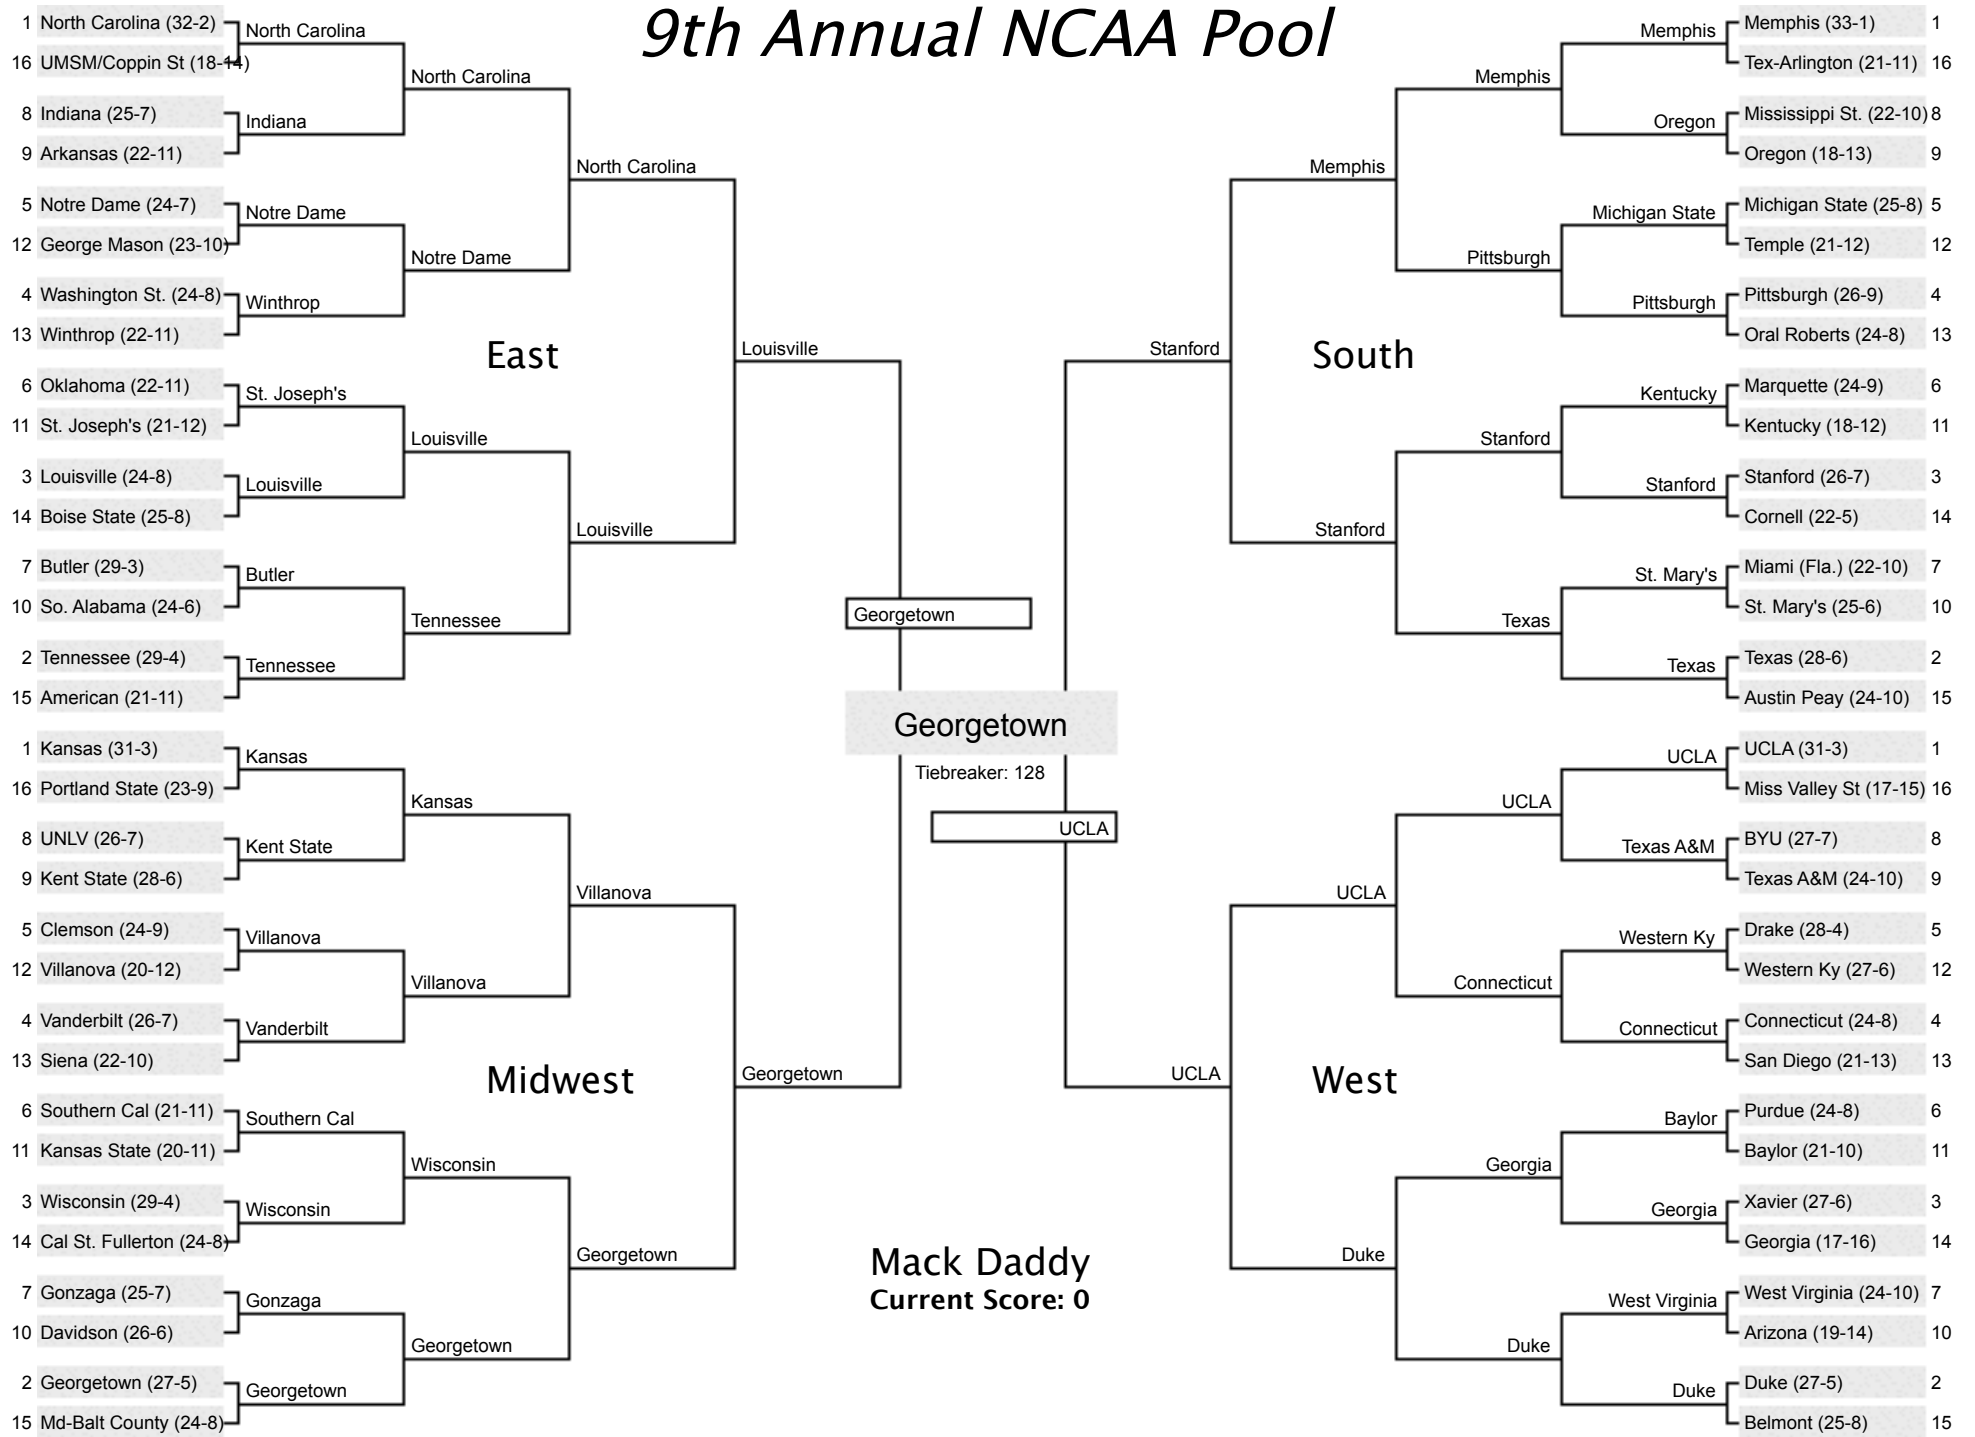 9th Annual NCAA Pool
1 North Carolina (32-2)
16 UMSM/Coppin St (18-14)
8 Indiana (25-7)
9 Arkansas (22-11)
5 Notre Dame (24-7)
12 George Mason (23-10)
4 Washington St. (24-8)
13 Winthrop (22-11)
6 Oklahoma (22-11)
11 St. Joseph's (21-12)
3 Louisville (24-8)
14 Boise State (25-8)
7 Butler (29-3)
10 So. Alabama (24-6)
2 Tennessee (29-4)
15 American (21-11)
North Carolina
Indiana
Notre Dame
Winthrop
St. Joseph's
Louisville
Butler
Tennessee
North Carolina
Notre Dame
Louisville
Tennessee
North Carolina
Louisville
East
Louisville
1 Kansas (31-3)
16 Portland State (23-9)
8 UNLV (26-7)
9 Kent State (28-6)
5 Clemson (24-9)
12 Villanova (20-12)
4 Vanderbilt (26-7)
13 Siena (22-10)
6 Southern Cal (21-11)
11 Kansas State (20-11)
3 Wisconsin (29-4)
14 Cal St. Fullerton (24-8)
7 Gonzaga (25-7)
10 Davidson (26-6)
2 Georgetown (27-5)
15 Md-Balt County (24-8)
Kansas
Kent State
Villanova
Vanderbilt
Southern Cal
Wisconsin
Gonzaga
Georgetown
Kansas
Villanova
Wisconsin
Georgetown
Villanova
Georgetown
Midwest
Georgetown
Georgetown
Georgetown
Tiebreaker: 128
UCLA
Mack Daddy
Current Score: 0
Stanford
South
Memphis
Stanford
Memphis
Pittsburgh
Stanford
Texas
Memphis
Oregon
Michigan State
Pittsburgh
Kentucky
Stanford
St. Mary's
Texas
Memphis (33-1) 1
Tex-Arlington (21-11) 16
Mississippi St. (22-10) 8
Oregon (18-13) 9
Michigan State (25-8) 5
Temple (21-12) 12
Pittsburgh (26-9) 4
Oral Roberts (24-8) 13
Marquette (24-9) 6
Kentucky (18-12) 11
Stanford (26-7) 3
Cornell (22-5) 14
Miami (Fla.) (22-10) 7
St. Mary's (25-6) 10
Texas (28-6) 2
Austin Peay (24-10) 15
UCLA
West
UCLA
Duke
UCLA
Connecticut
Georgia
Duke
UCLA
Texas A&M
Western Ky
Connecticut
Baylor
Georgia
West Virginia
Duke
UCLA (31-3) 1
Miss Valley St (17-15) 16
BYU (27-7) 8
Texas A&M (24-10) 9
Drake (28-4) 5
Western Ky (27-6) 12
Connecticut (24-8) 4
San Diego (21-13) 13
Purdue (24-8) 6
Baylor (21-10) 11
Xavier (27-6) 3
Georgia (17-16) 14
West Virginia (24-10) 7
Arizona (19-14) 10
Duke (27-5) 2
Belmont (25-8) 15